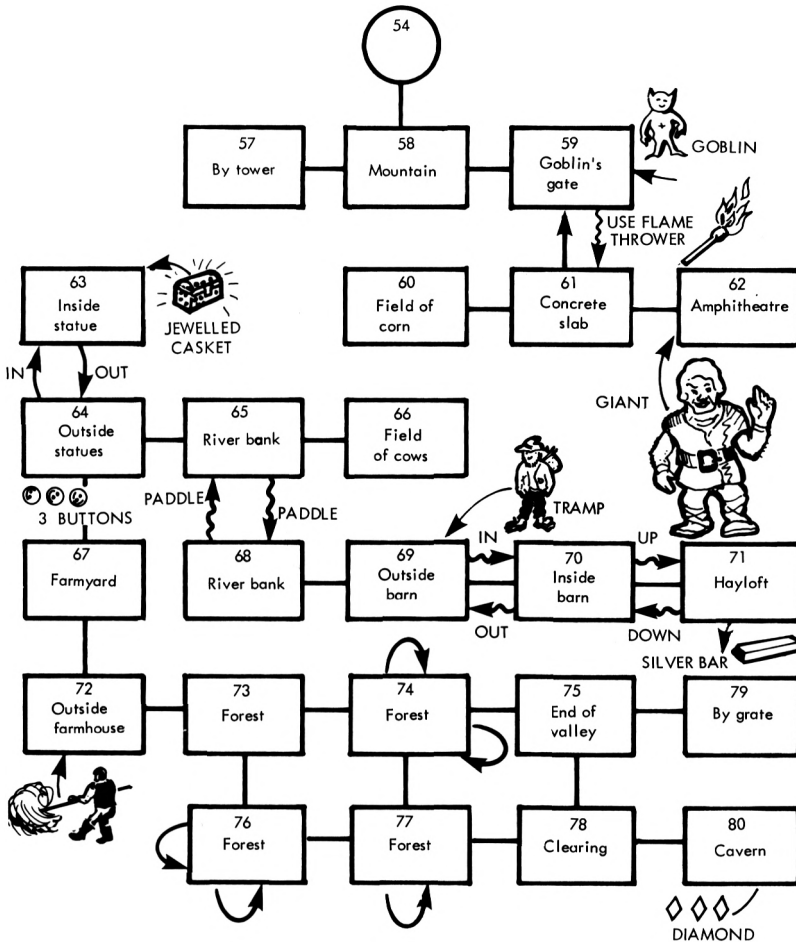 54
57
By tower
58
Mountain
59
Goblin's
gate
GOBLIN
USE FLAME
THROWER
63
Inside
statue
JEWELLED
CASKET
60
Field of
corn
61
Concrete
slab
62
Amphitheatre
IN
OUT
GIANT
64
Outside
statues
65
River bank
66
Field
of cows
3 BUTTONS
PADDLE
PADDLE
TRAMP
67
Farmyard
68
River bank
69
Outside
barn
IN
OUT
70
Inside
barn
UP
DOWN
71
Hayloft
SILVER BAR
72
Outside
farmhouse
73
Forest
74
Forest
75
End of
valley
79
By grate
76
Forest
77
Forest
78
Clearing
80
Cavern
DIAMOND